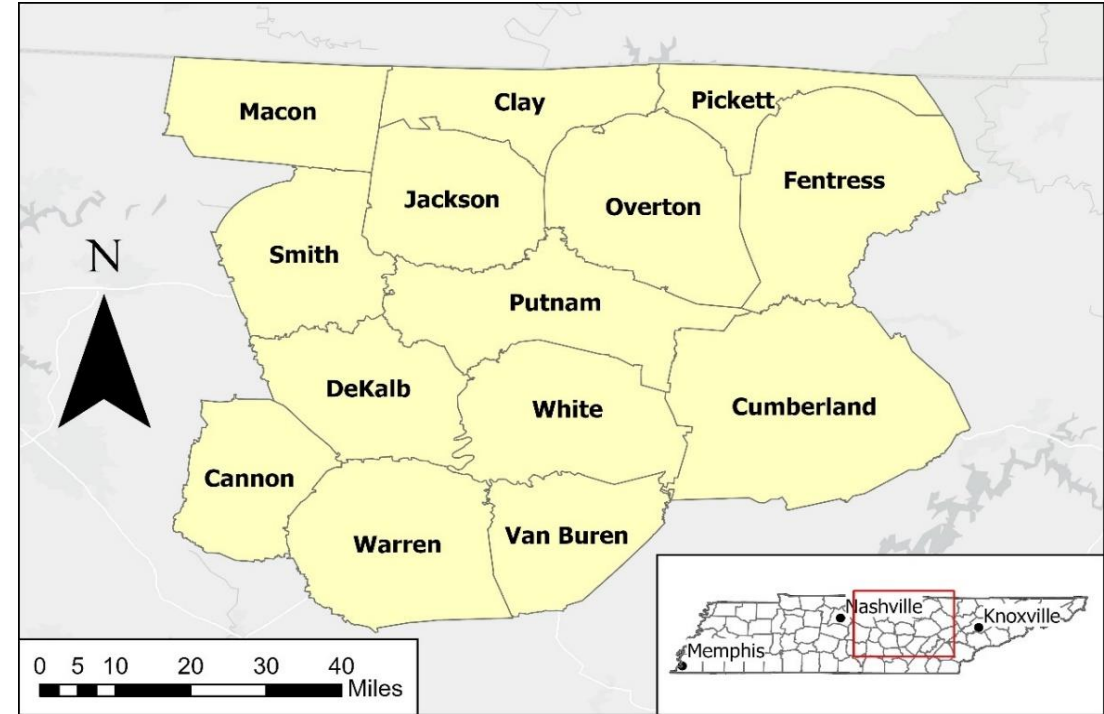 Macon
Clay
Pickett
Jackson
Overton
Fentress
Smith
N
Putnam
DeKalb
White
Cumberland
Cannon
Warren
Van Buren
0 5 10 20 30 40
Miles
Nashville
Knoxville
Memphis